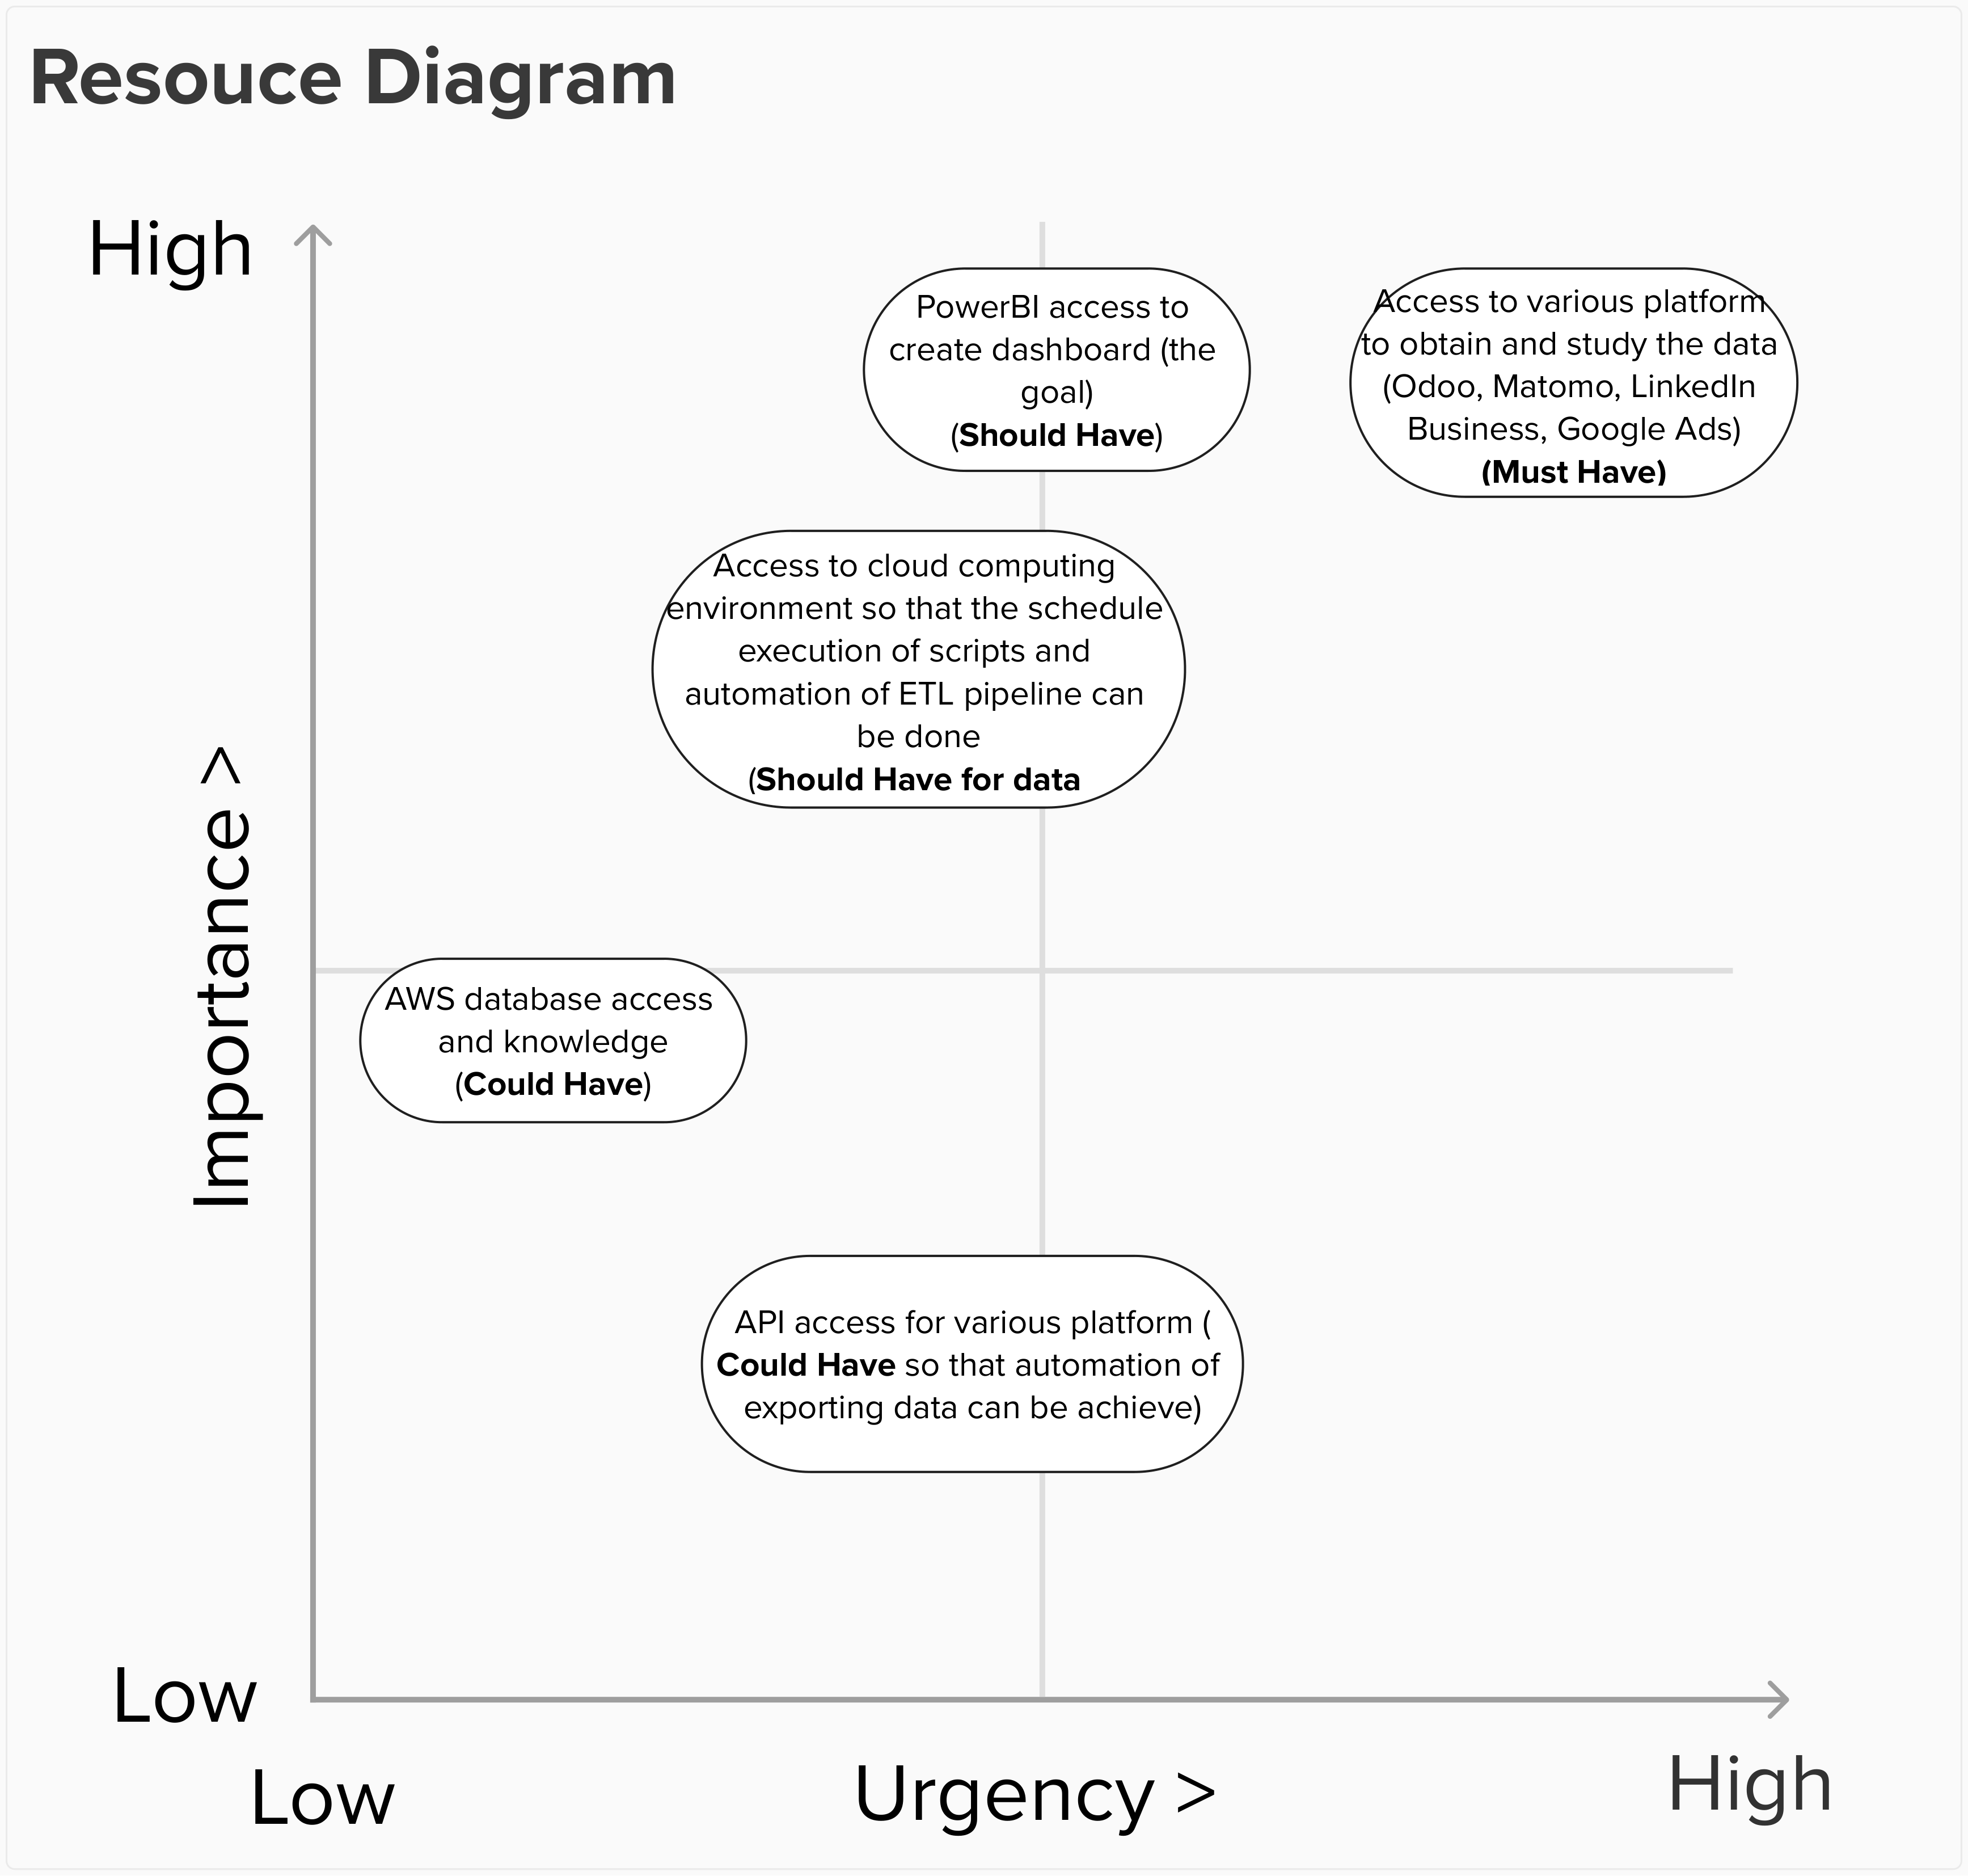 Resouce Diagram
High
PowerBI access to
create dashboard (the
goal)
(Should Have)
Access to various platform
to obtain and study the data
(Odoo, Matomo, LinkedIn
Business, Google Ads)
(Must Have)
Access to cloud computing
environment so that the schedule
execution of scripts and
automation of ETL pipeline can
be done
(Should Have for data
Importance >
AWS database access
and knowledge
(Could Have)
API access for various platform (
Could Have so that automation of
exporting data can be achieve)
Low
Low
Urgency >
High